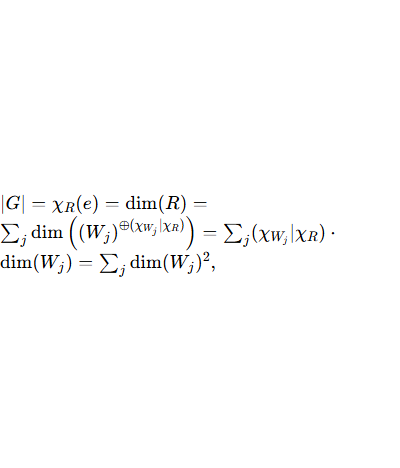 |G| = χ_R(e) = dim(R) =
∑_j dim((W_j)^{⊕(χ_{W_j}|χ_R)}) = ∑_j(χ_{W_j}|χ_R) ·
dim(W_j) = ∑_j dim(W_j)²,